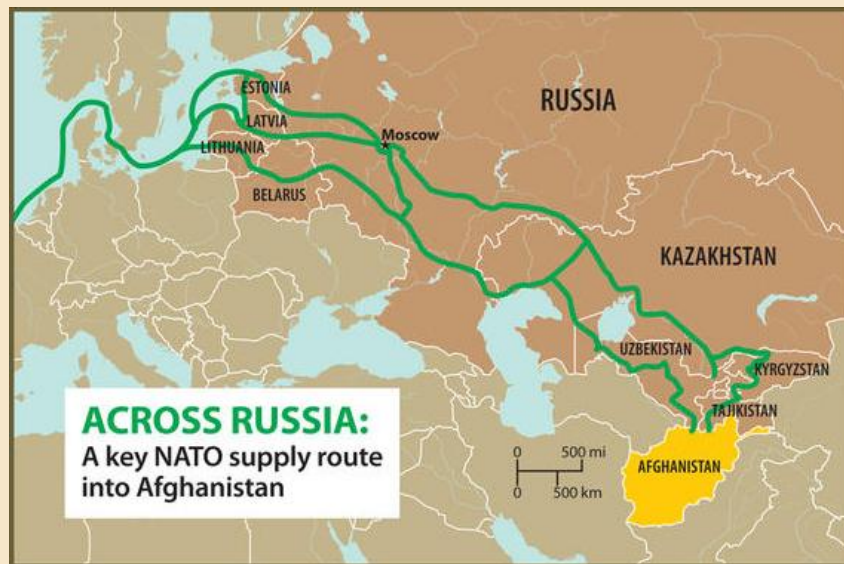 ESTONIA
LATVIA
LITHUANIA
BELARUS
Moscow
RUSSIA
KAZAKHSTAN
UZBEKISTAN
KYRGYZSTAN
TAJIKISTAN
AFGHANISTAN
ACROSS RUSSIA:
A key NATO supply route
into Afghanistan
0 500 mi
0 500 km